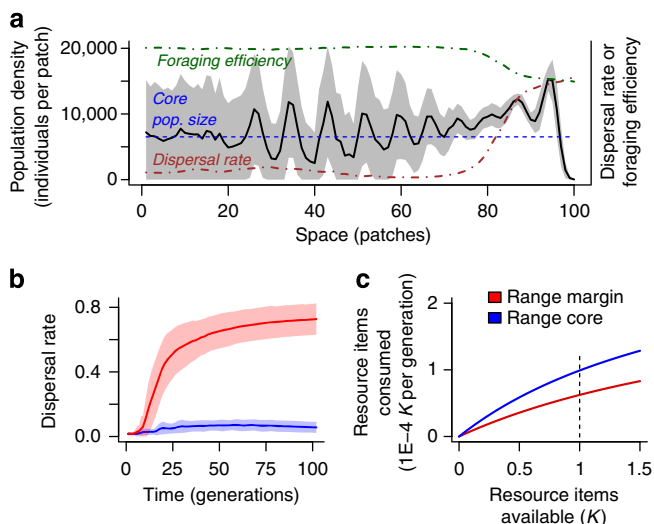 a
Population density
(individuals per patch)
20,000
10,000
0
Foraging efficiency
Core
pop. size
Dispersal rate
Dispersal rate or
foraging efficiency
0
20
40
60
80
100
Space (patches)
b
Dispersal rate
0.8
0.4
0.0
1
25
50
75
100
Time (generations)
c
Resource items
consumed
(1E–4 K per generation)
2
1
0
Range margin
Range core
0
0.5
1
1.5
Resource items
available (K)